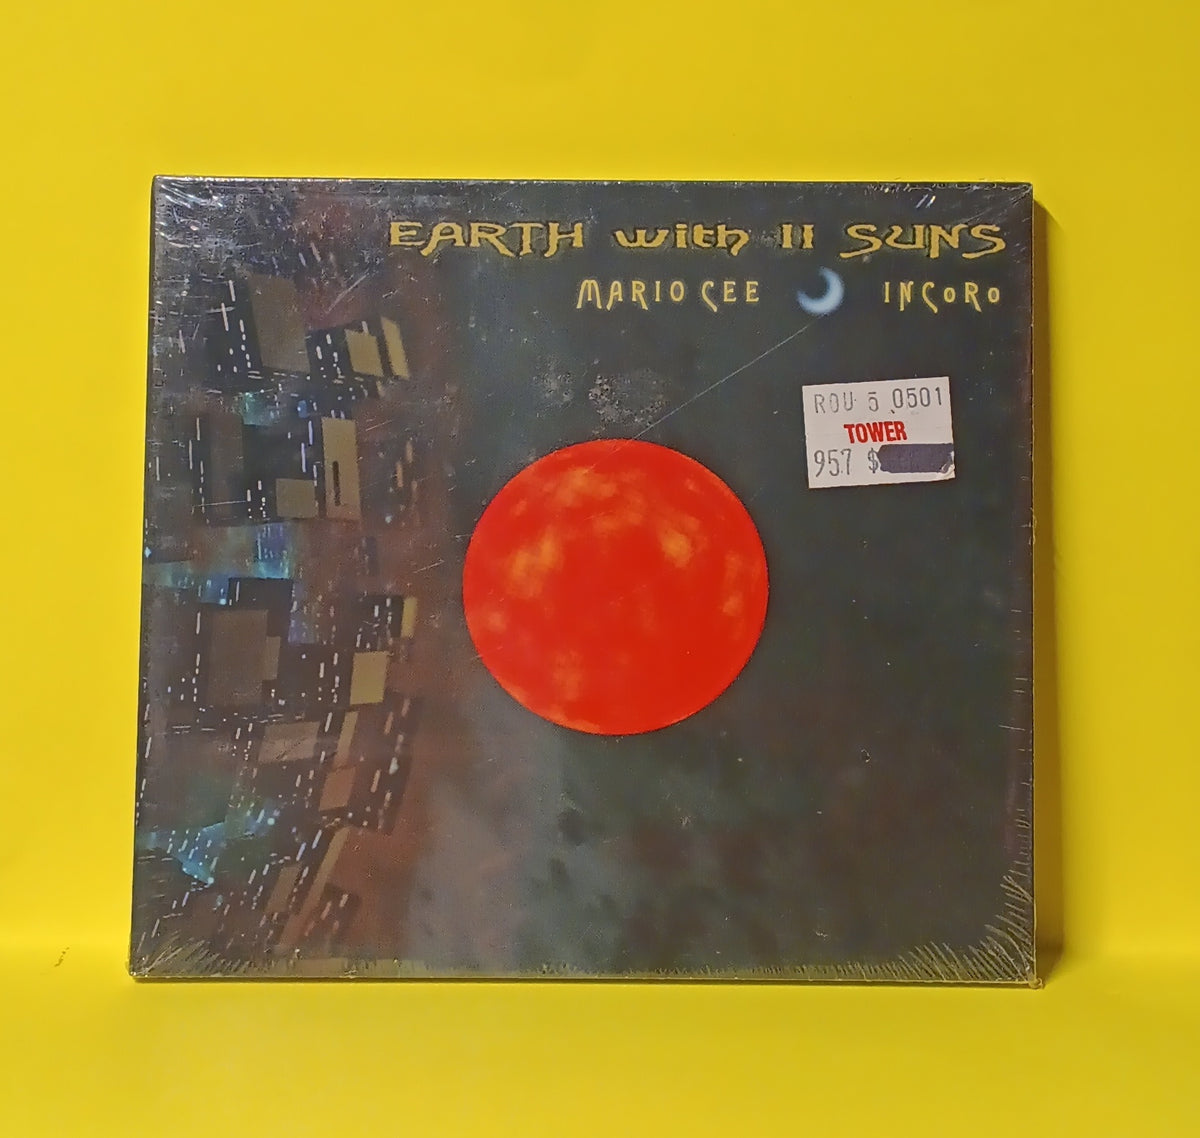 EARTH with II SUNS
MARIO CEE INCORO
ROU 5 0501
TOWER
957 $